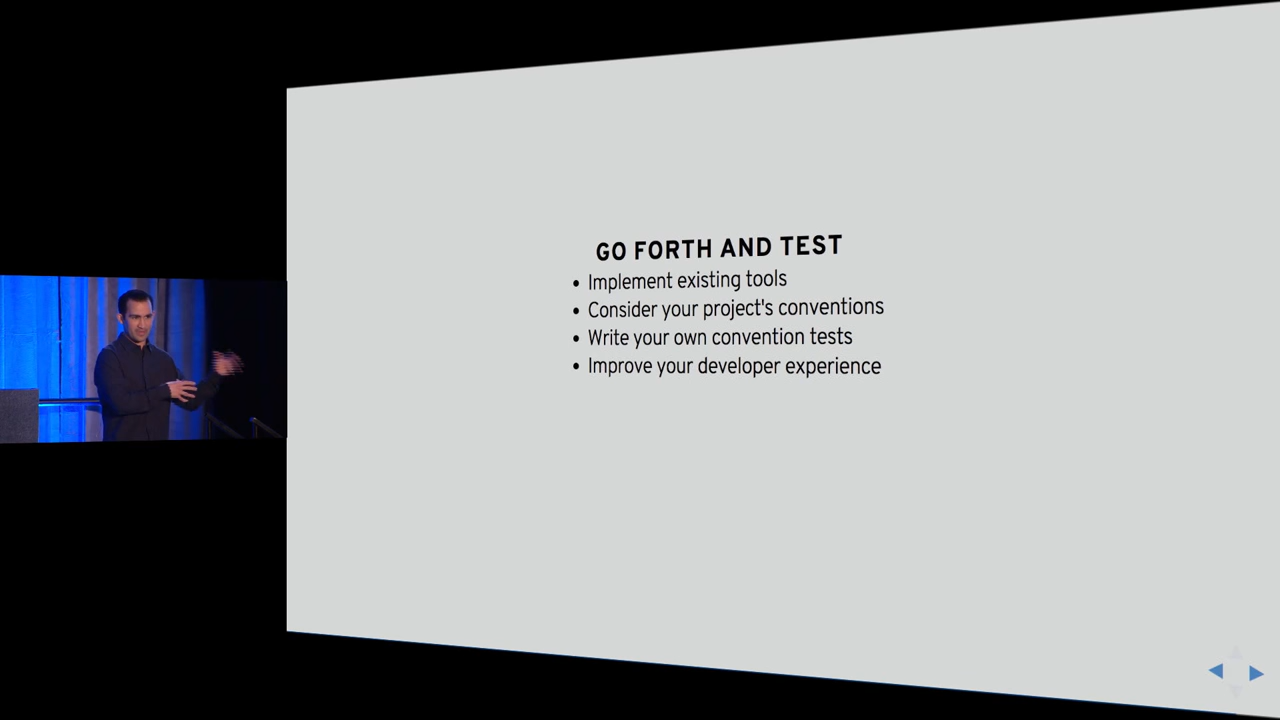 GO FORTH AND TEST
• Implement existing tools
• Consider your project's conventions
• Write your own convention tests
• Improve your developer experience